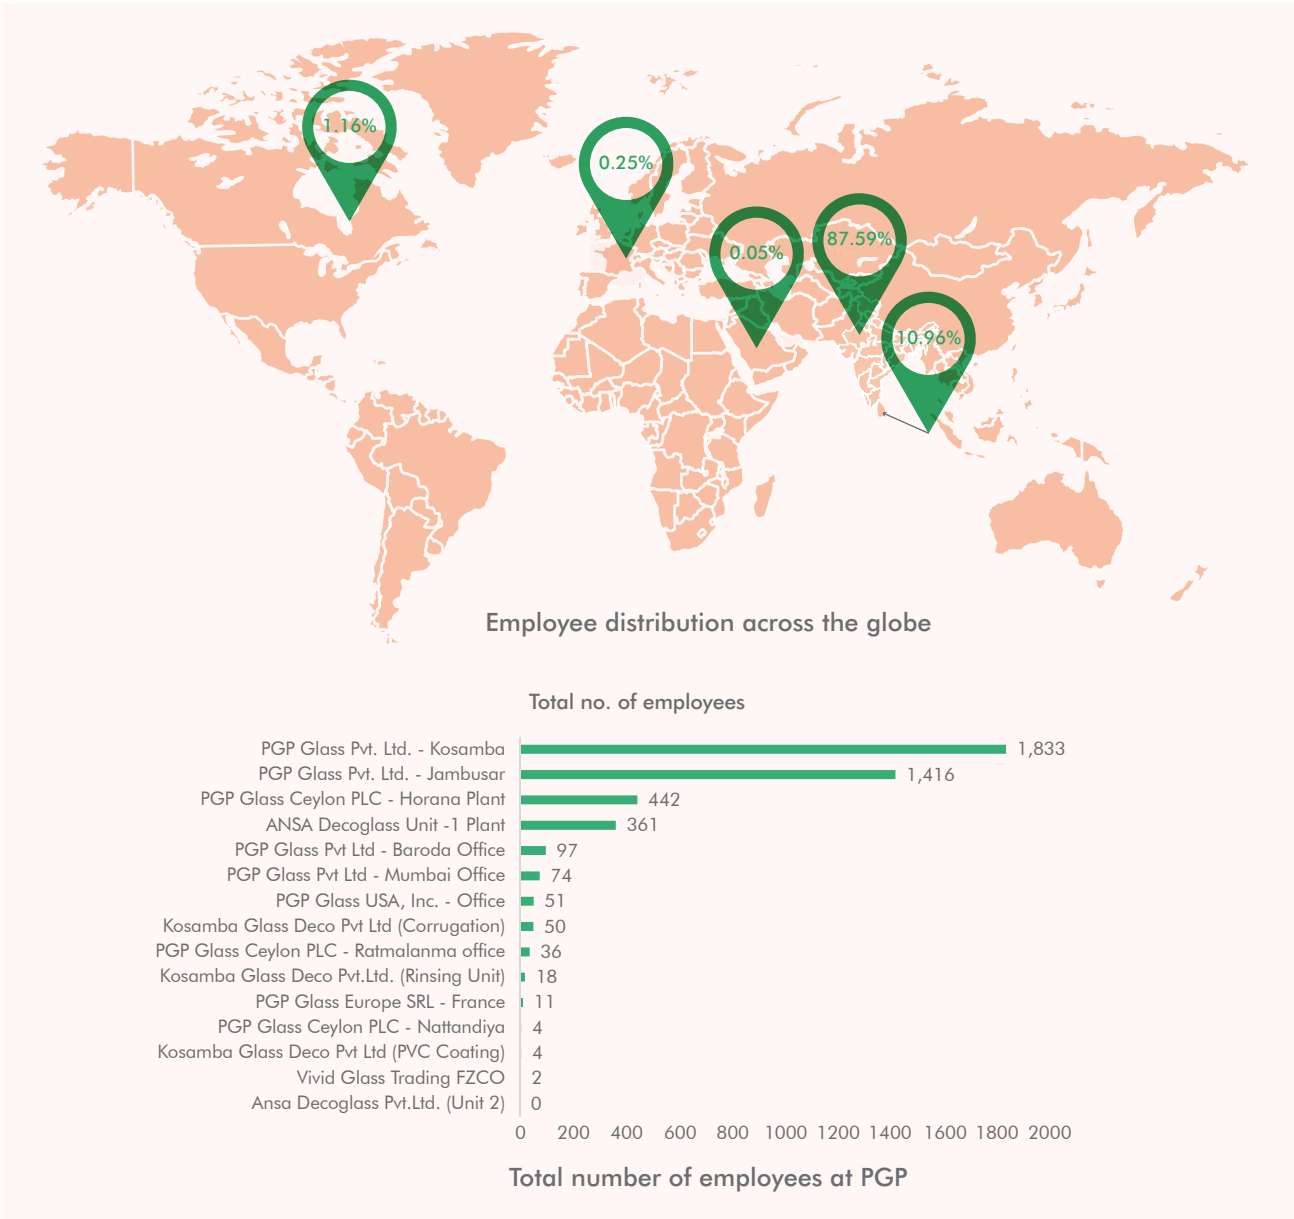 1.16%
0.25%
0.05%
87.59%
10.96%
Employee distribution across the globe
Total no. of employees
PGP Glass Pvt. Ltd. - Kosamba 1,833
PGP Glass Pvt. Ltd. - Jambusar 1,416
PGP Glass Ceylon PLC - Horana Plant 442
ANSA Decoglass Unit -1 Plant 361
PGP Glass Pvt Ltd - Baroda Office 97
PGP Glass Pvt Ltd - Mumbai Office 74
PGP Glass USA, Inc. - Office 51
Kosamba Glass Deco Pvt Ltd (Corrugation) 50
PGP Glass Ceylon PLC - Ratmalanma office 36
Kosamba Glass Deco Pvt.Ltd. (Rinsing Unit) 18
PGP Glass Europe SRL - France 11
PGP Glass Ceylon PLC - Nattandiya 4
Kosamba Glass Deco Pvt Ltd (PVC Coating) 4
Vivid Glass Trading FZCO 2
Ansa Decoglass Pvt.Ltd. (Unit 2) 0
0 200 400 600 800 1000 1200 1400 1600 1800 2000
Total number of employees at PGP